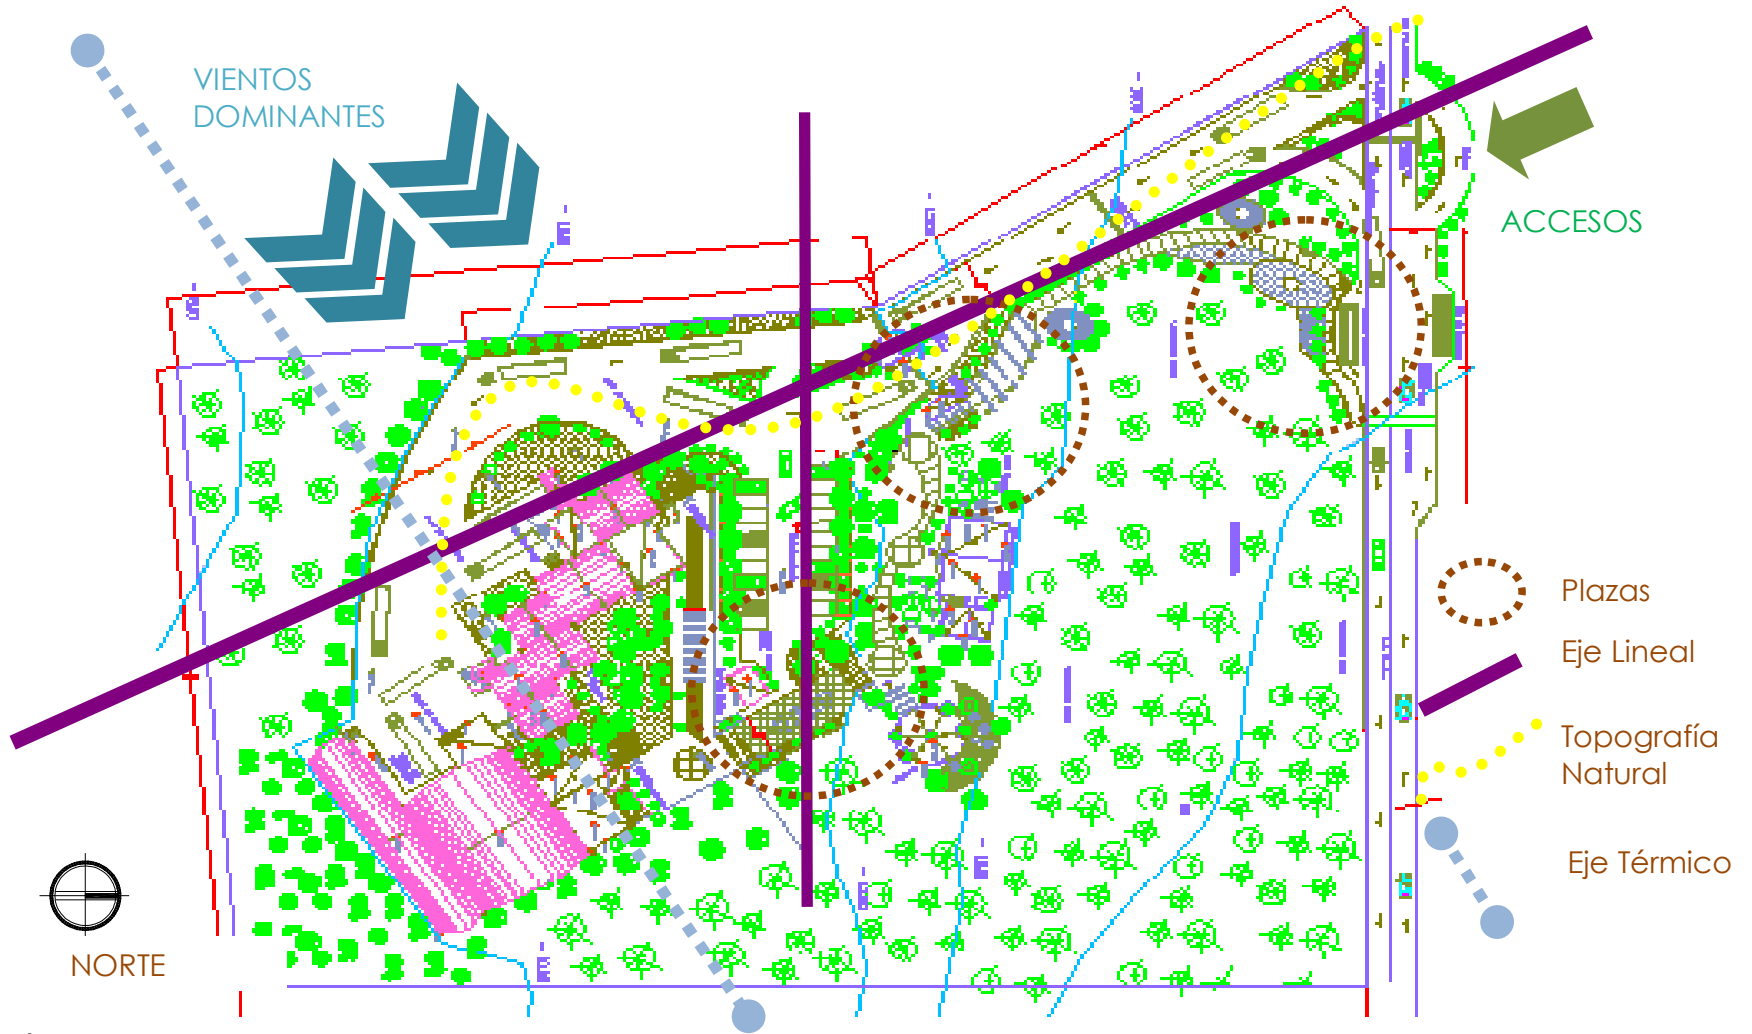 VIENTOS
DOMINANTES
ACCESOS
Plazas
Eje Lineal
Topografía
Natural
Eje Térmico
NORTE